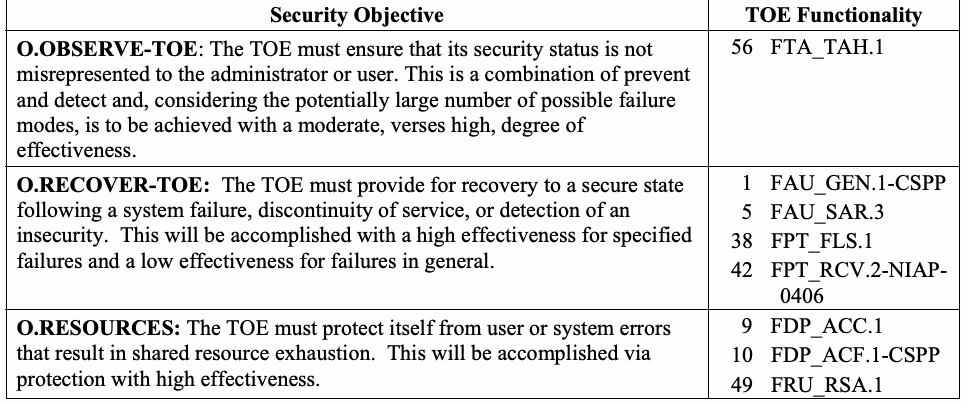 Security Objective
TOE Functionality
O.OBSERVE-TOE: The TOE must ensure that its security status is not
misrepresented to the administrator or user. This is a combination of prevent
and detect and, considering the potentially large number of possible failure
modes, is to be achieved with a moderate, verses high, degree of
effectiveness.
56 FTA_TAH.1
O.RECOVER-TOE: The TOE must provide for recovery to a secure state
following a system failure, discontinuity of service, or detection of an
insecurity. This will be accomplished with a high effectiveness for specified
failures and a low effectiveness for failures in general.
1 FAU_GEN.1-CSPP
5 FAU_SAR.3
38 FPT_FLS.1
42 FPT_RCV.2-NIAP-
0406
O.RESOURCES: The TOE must protect itself from user or system errors
that result in shared resource exhaustion. This will be accomplished via
protection with high effectiveness.
9 FDP_ACC.1
10 FDP_ACF.1-CSPP
49 FRU_RSA.1